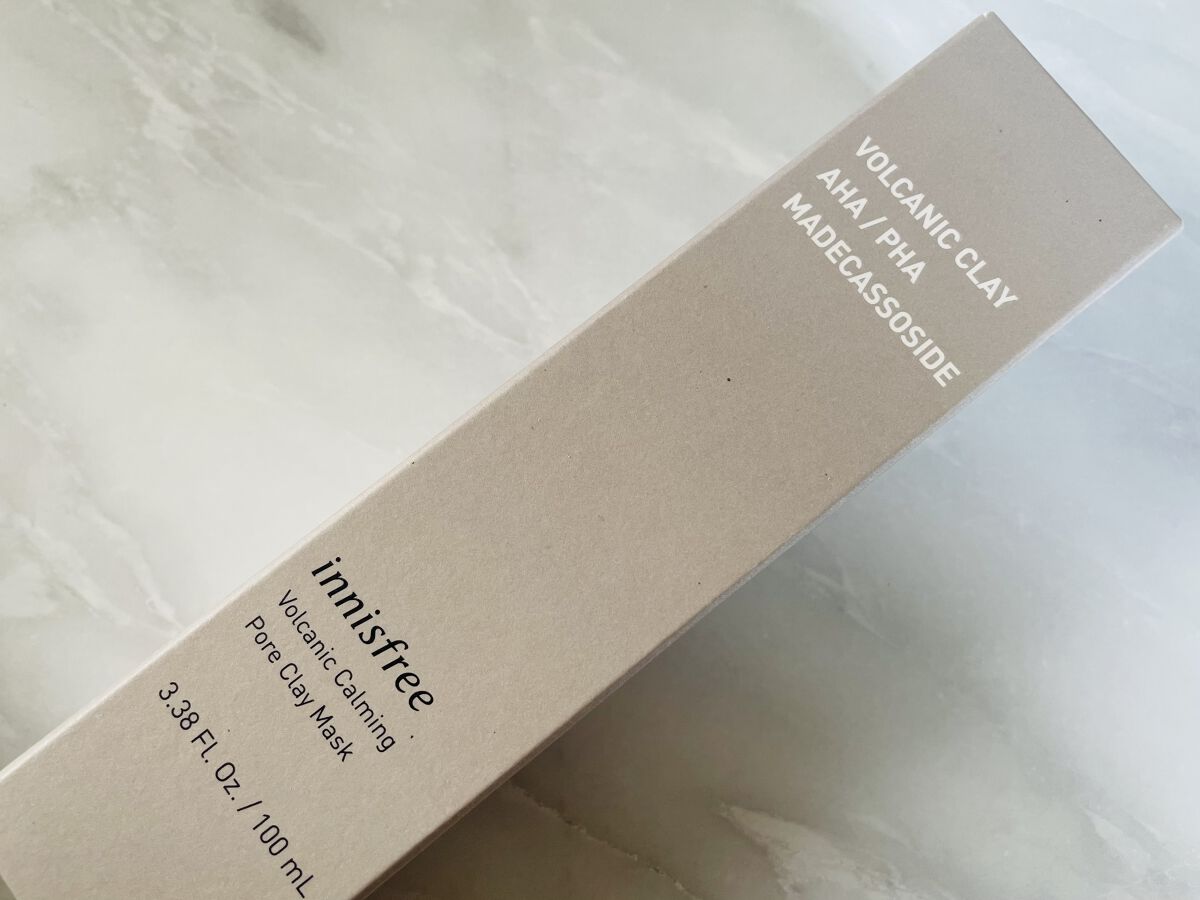 VOLCANIC CLAY
AHA / PHA
MADECASSOSIDE
innisfree
Volcanic Calming
Pore Clay Mask
3.38 Fl. Oz. / 100 mL